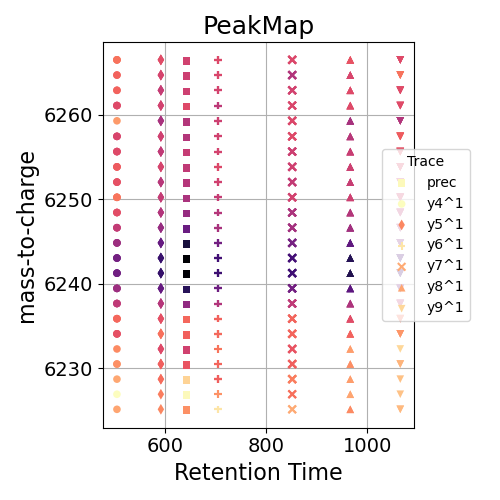 PeakMap
6260
6250
6240
6230
mass-to-charge
600
800
1000
Retention Time
Trace
prec
y4^1
y5^1
y6^1
y7^1
y8^1
y9^1